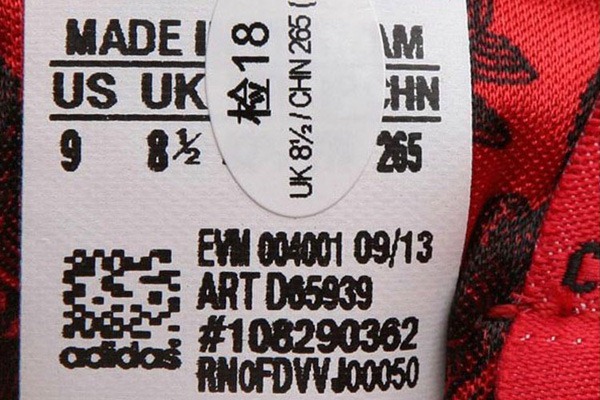 MADE I AM
US UK CHN
9 8½ 265
检18
UK 8½ / CHN 265 (
EVM 004001 09/13
ART D65939
#108290362
adidas
RN0FDVVJ00050
C